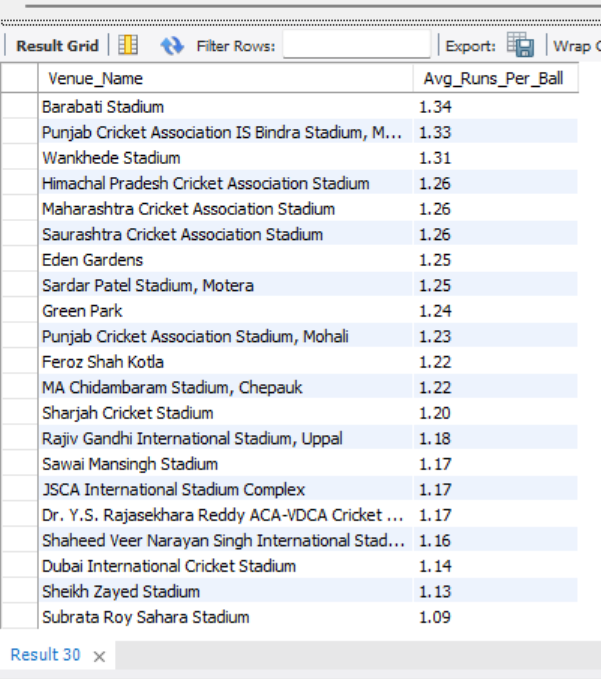 Result Grid Filter Rows: Export: Wrap C
Venue_Name Avg_Runs_Per_Ball
Barabati Stadium 1.34
Punjab Cricket Association IS Bindra Stadium, M... 1.33
Wankhede Stadium 1.31
Himachal Pradesh Cricket Association Stadium 1.26
Maharashtra Cricket Association Stadium 1.26
Saurashtra Cricket Association Stadium 1.26
Eden Gardens 1.25
Sardar Patel Stadium, Motera 1.25
Green Park 1.24
Punjab Cricket Association Stadium, Mohali 1.23
Feroz Shah Kotla 1.22
MA Chidambaram Stadium, Chepauk 1.22
Sharjah Cricket Stadium 1.20
Rajiv Gandhi International Stadium, Uppal 1.18
Sawai Mansingh Stadium 1.17
JSCA International Stadium Complex 1.17
Dr. Y.S. Rajasekhara Reddy ACA-VDCA Cricket ... 1.17
Shaheed Veer Narayan Singh International Stad... 1.16
Dubai International Cricket Stadium 1.14
Sheikh Zayed Stadium 1.13
Subrata Roy Sahara Stadium 1.09
Result 30